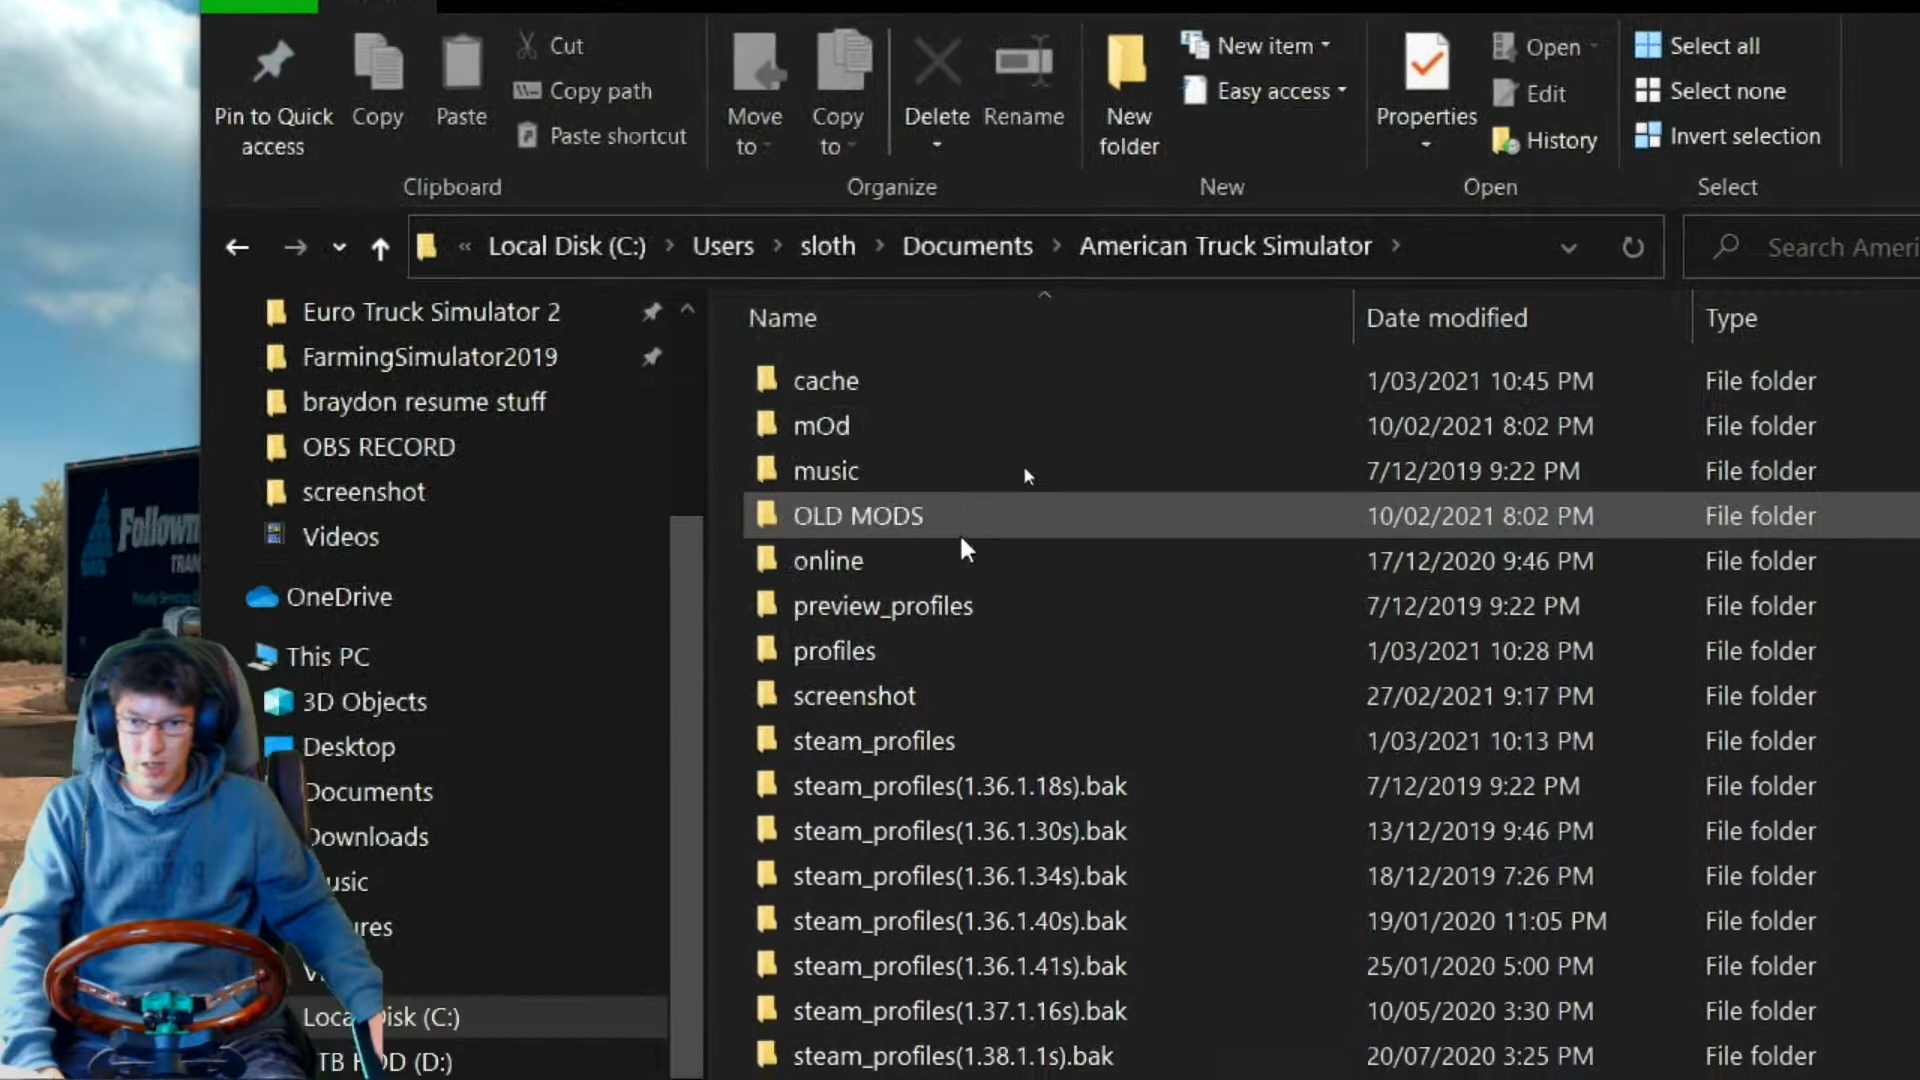 Pin to Quick access
Copy
Paste
Cut
Copy path
Paste shortcut
Clipboard
Move to
Copy to
Delete
Rename
Organize
New folder
New item
Easy access
New
Properties
Open
Edit
History
Open
Select all
Select none
Invert selection
Select
« Local Disk (C:) > Users > sloth > Documents > American Truck Simulator >
Search Ameri
Euro Truck Simulator 2
FarmingSimulator2019
braydon resume stuff
OBS RECORD
screenshot
Videos
OneDrive
This PC
3D Objects
Desktop
Documents
Downloads
usic
ures
V
Loca Disk (C:)
TB H DD (D:)
Name Date modified Type
cache 1/03/2021 10:45 PM File folder
mOd 10/02/2021 8:02 PM File folder
music 7/12/2019 9:22 PM File folder
OLD MODS 10/02/2021 8:02 PM File folder
online 17/12/2020 9:46 PM File folder
preview_profiles 7/12/2019 9:22 PM File folder
profiles 1/03/2021 10:28 PM File folder
screenshot 27/02/2021 9:17 PM File folder
steam_profiles 1/03/2021 10:13 PM File folder
steam_profiles(1.36.1.18s).bak 7/12/2019 9:22 PM File folder
steam_profiles(1.36.1.30s).bak 13/12/2019 9:46 PM File folder
steam_profiles(1.36.1.34s).bak 18/12/2019 7:26 PM File folder
steam_profiles(1.36.1.40s).bak 19/01/2020 11:05 PM File folder
steam_profiles(1.36.1.41s).bak 25/01/2020 5:00 PM File folder
steam_profiles(1.37.1.16s).bak 10/05/2020 3:30 PM File folder
steam_profiles(1.38.1.1s).bak 20/07/2020 3:25 PM File folder
Followm
TRAN